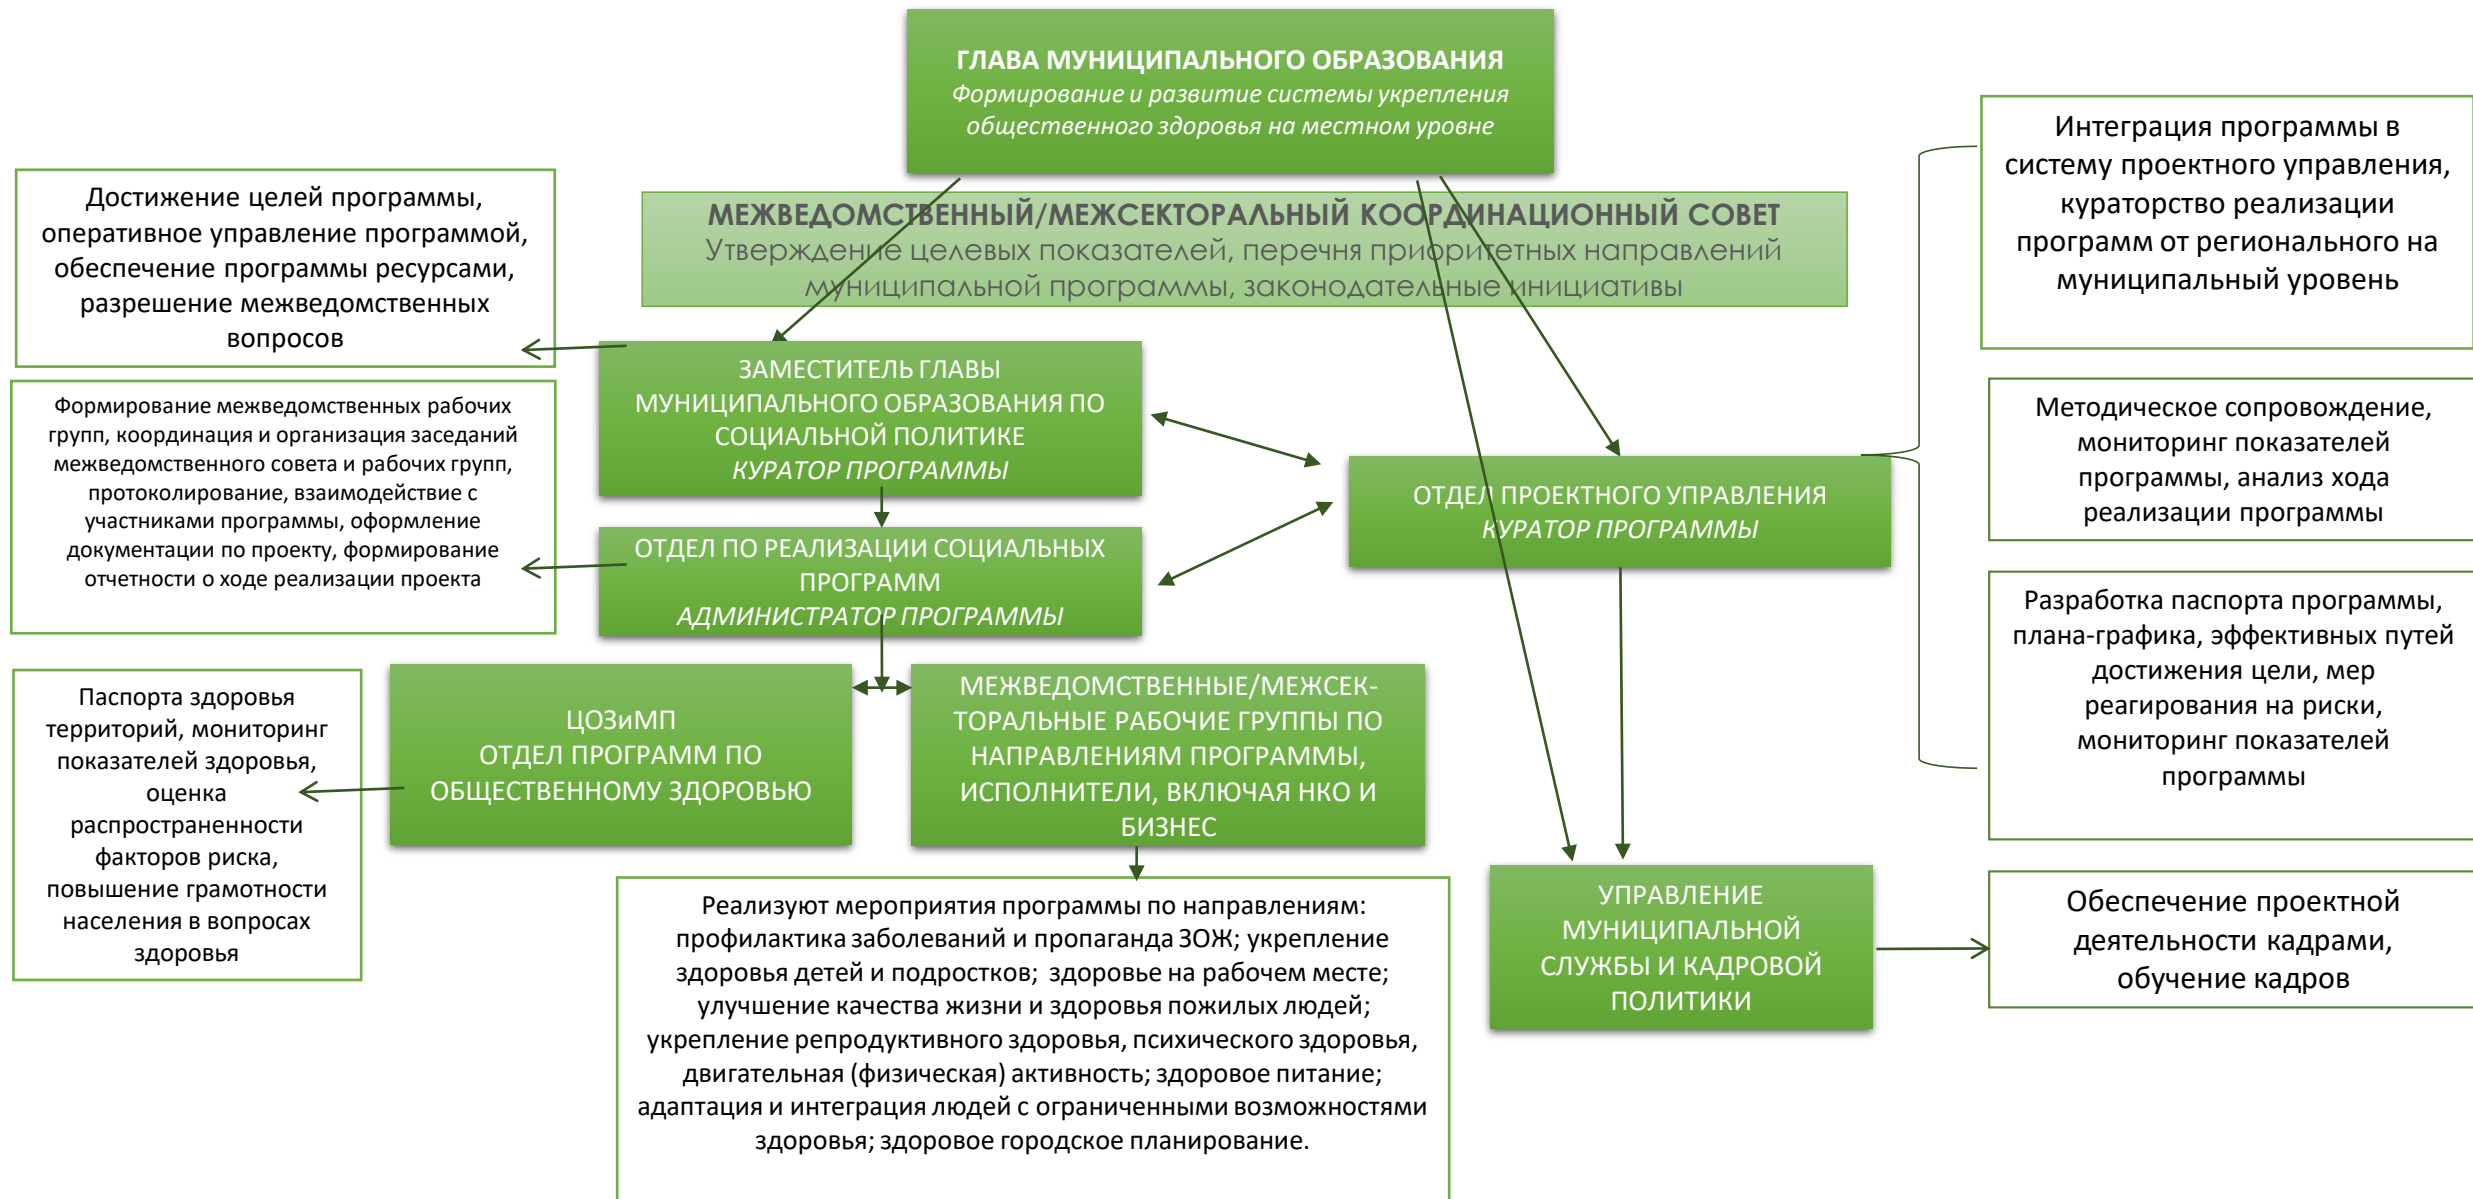 ГЛАВА МУНИЦИПАЛЬНОГО ОБРАЗОВАНИЯ
Формирование и развитие системы укрепления
общественного здоровья на местном уровне
МЕЖВЕДОМСТВЕННЫЙ/МЕЖСЕКТОРАЛЬНЫЙ КООРДИНАЦИОННЫЙ СОВЕТ
Утверждение целевых показателей, перечня приоритетных направлений
муниципальной программы, законодательные инициативы
Достижение целей программы,
оперативное управление программой,
обеспечение программы ресурсами,
разрешение межведомственных
вопросов
ЗАМЕСТИТЕЛЬ ГЛАВЫ
МУНИЦИПАЛЬНОГО ОБРАЗОВАНИЯ ПО
СОЦИАЛЬНОЙ ПОЛИТИКЕ
КУРАТОР ПРОГРАММЫ
Формирование межведомственных рабочих
групп, координация и организация заседаний
межведомственного совета и рабочих групп,
протоколирование, взаимодействие с
участниками программы, оформление
документации по проекту, формирование
отчетности о ходе реализации проекта
ОТДЕЛ ПО РЕАЛИЗАЦИИ СОЦИАЛЬНЫХ
ПРОГРАММ
АДМИНИСТРАТОР ПРОГРАММЫ
ОТДЕЛ ПРОЕКТНОГО УПРАВЛЕНИЯ
КУРАТОР ПРОГРАММЫ
Интеграция программы в
систему проектного управления,
кураторство реализации
программ от регионального на
муниципальный уровень
Методическое сопровождение,
мониторинг показателей
программы, анализ хода
реализации программы
Разработка паспорта программы,
плана-графика, эффективных путей
достижения цели, мер
реагирования на риски,
мониторинг показателей
программы
Паспорта здоровья
территорий, мониторинг
показателей здоровья,
оценка
распространенности
факторов риска,
повышение грамотности
населения в вопросах
здоровья
ЦОЗиМП
ОТДЕЛ ПРОГРАММ ПО
ОБЩЕСТВЕННОМУ ЗДОРОВЬЮ
МЕЖВЕДОМСТВЕННЫЕ/МЕЖСЕК-
ТОРАЛЬНЫЕ РАБОЧИЕ ГРУППЫ ПО
НАПРАВЛЕНИЯМ ПРОГРАММЫ,
ИСПОЛНИТЕЛИ, ВКЛЮЧАЯ НКО И
БИЗНЕС
Реализуют мероприятия программы по направлениям:
профилактика заболеваний и пропаганда ЗОЖ; укрепление
здоровья детей и подростков; здоровье на рабочем месте;
улучшение качества жизни и здоровья пожилых людей;
укрепление репродуктивного здоровья, психического здоровья,
двигательная (физическая) активность; здоровое питание;
адаптация и интеграция людей с ограниченными возможностями
здоровья; здоровое городское планирование.
УПРАВЛЕНИЕ
МУНИЦИПАЛЬНОЙ
СЛУЖБЫ И КАДРОВОЙ
ПОЛИТИКИ
Обеспечение проектной
деятельности кадрами,
обучение кадров